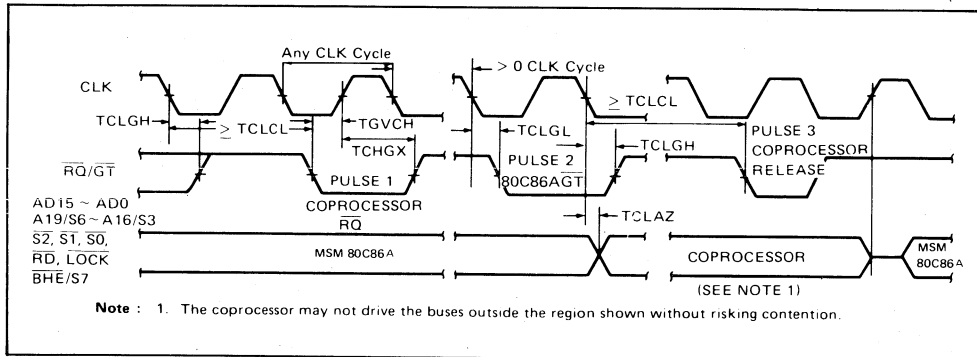 Any CLK Cycle
> 0 CLK Cycle
CLK
≥ TCLCL
TCLGH
≥ TCLCL
TGVCH
TCLGL
PULSE 3
TCHGX
TCLGH
COPROCESSOR
RELEASE
RQ/GT
PULSE 1
PULSE 2
80C86AGT
COPROCESSOR
RQ
TCLAZ
AD15 ~ AD0
A19/S6 ~ A16/S3
S2, S1, S0,
RD, LOCK
BHE/S7
MSM 80C86A
COPROCESSOR
MSM
80C86A
(SEE NOTE 1)
Note : 1. The coprocessor may not drive the buses outside the region shown without risking contention.